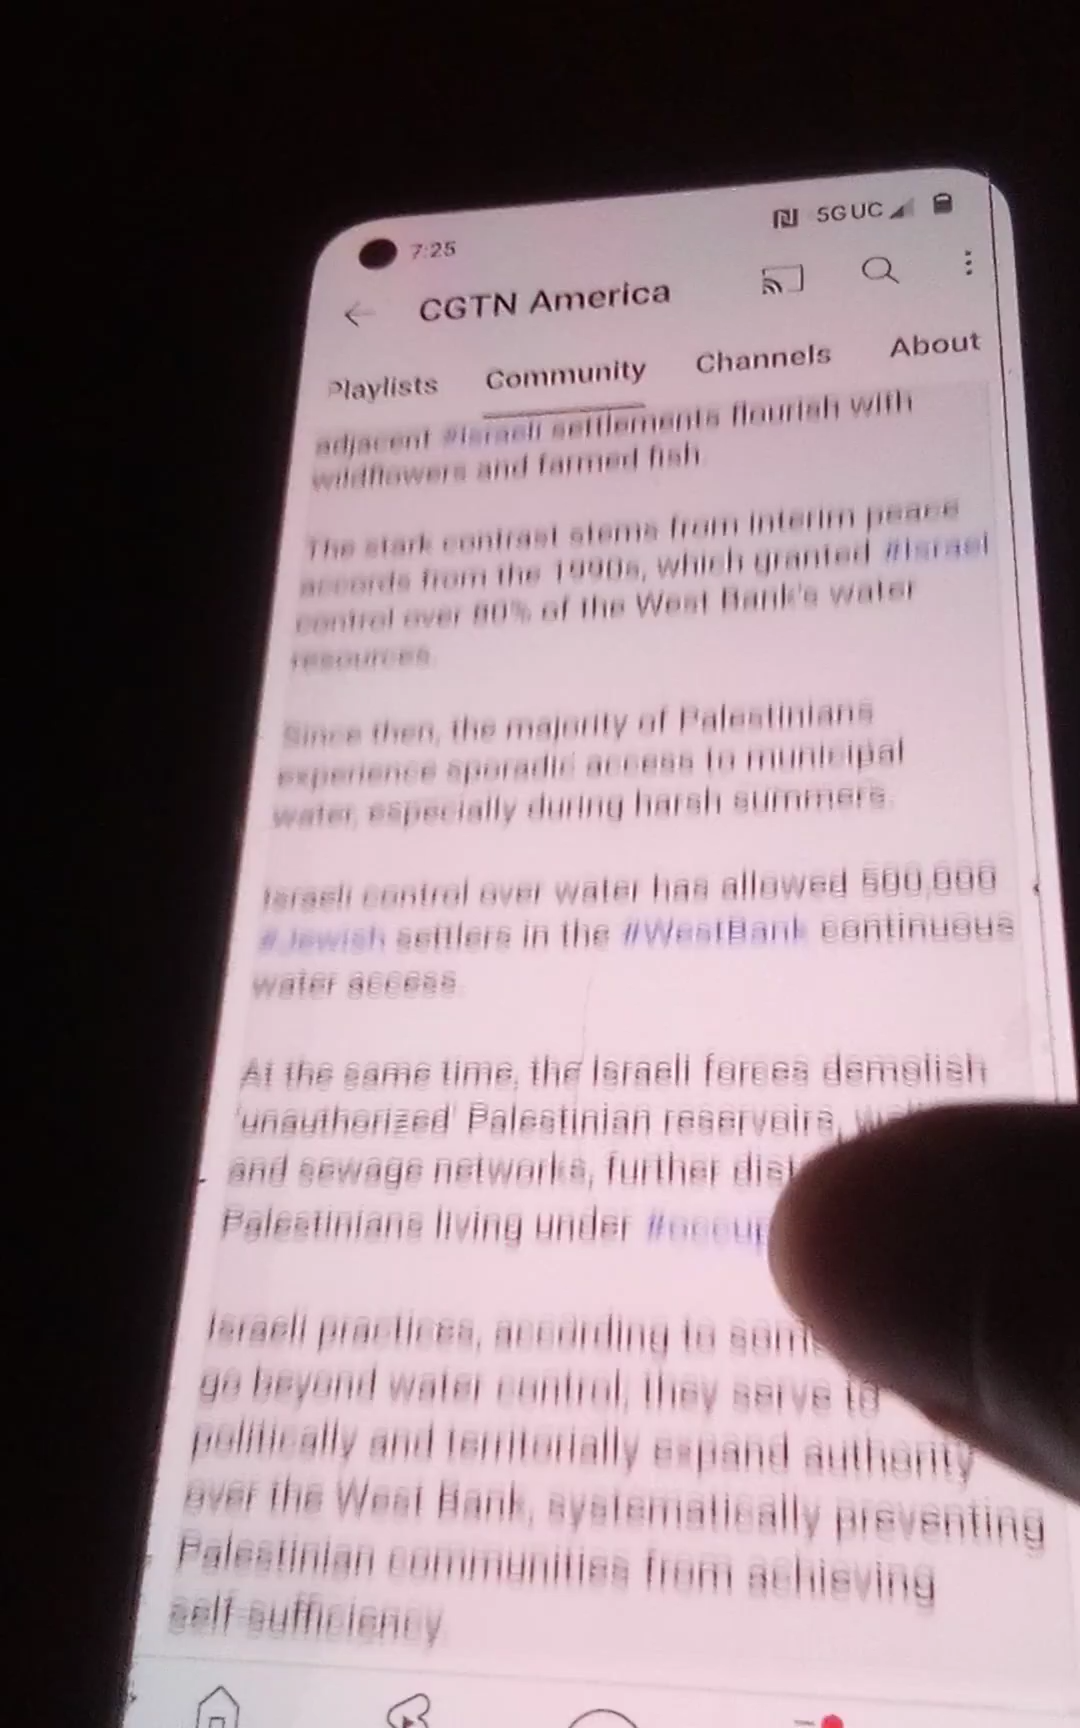 7:25 5G UC
CGTN America
Playlists Community Channels About
adjacent #Israeli settlements flourish with
wildflowers and farmed fish.
The stark contrast stems from interim peace
accords from the 1990s, which granted #Israel
control over 80% of the West Bank's water
resources.
Since then, the majority of Palestinians
experience sporadic access to municipal
water, especially during harsh summers.
Israeli control over water has allowed 500,000
#Jewish settlers in the #WestBank continuous
water access.
At the same time, the Israeli forces demolish
'unauthorized' Palestinian reservoirs,
and sewage networks, further
Palestinians living under
Israeli practices, according to
go beyond water control, they serve to
politically and territorially expand authority
over the West Bank, systematically preventing
Palestinian communities from achieving
self-sufficiency.